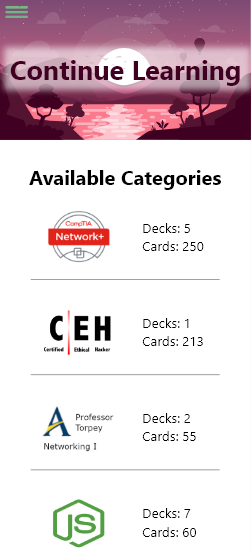 Continue Learning
Available Categories
CompTIA
Network+
Decks: 5
Cards: 250
C|EH
Certified Ethical Hacker
Decks: 1
Cards: 213
Professor
Torpey
Networking I
Decks: 2
Cards: 55
JS
Decks: 7
Cards: 60